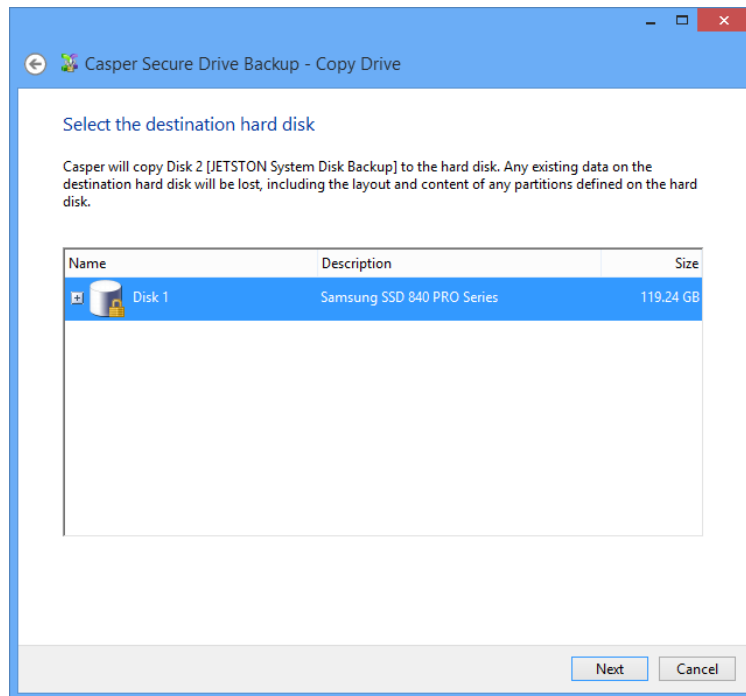 Casper Secure Drive Backup - Copy Drive
Select the destination hard disk
Casper will copy Disk 2 [JETSTON System Disk Backup] to the hard disk. Any existing data on the
destination hard disk will be lost, including the layout and content of any partitions defined on the hard
disk.
Name Description Size
Disk 1 Samsung SSD 840 PRO Series 119.24 GB
Next Cancel